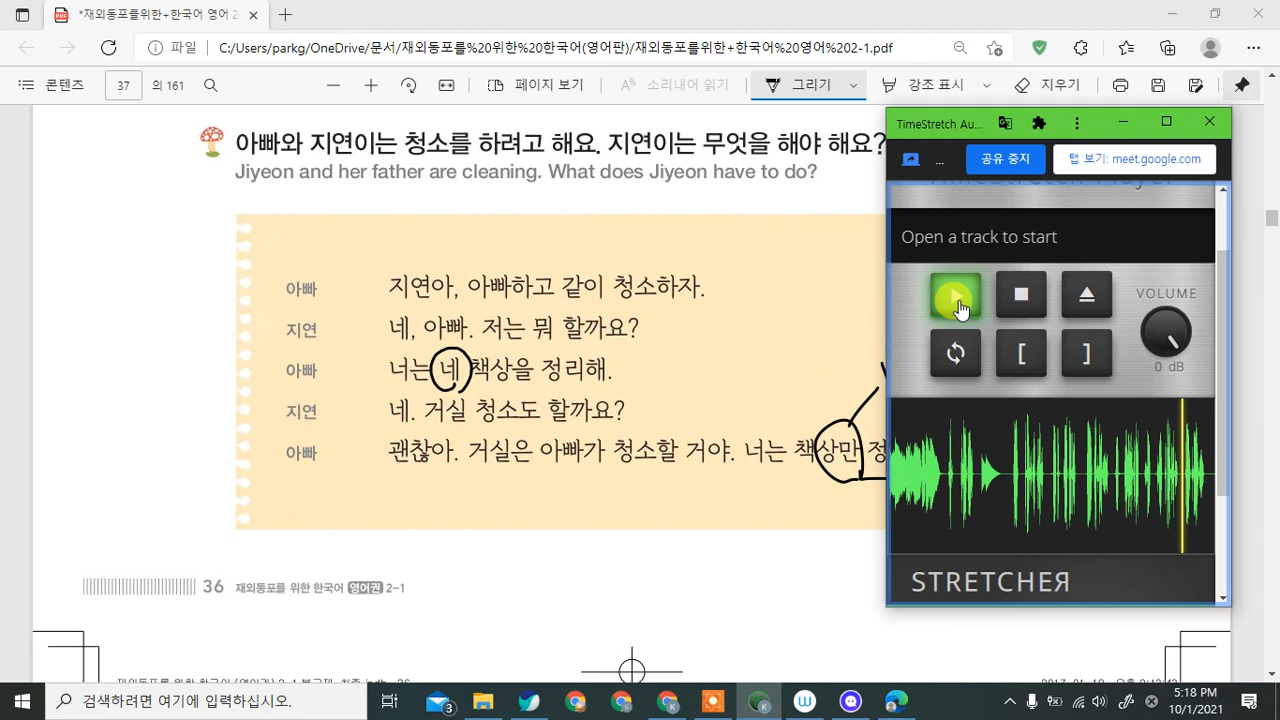 *재외동포를위한+한국어 영어 2
파일
C:/Users/parkg/OneDrive/문서/재외동포를%20위한%20한국어(영어판)/재외동포를위한+한국어%20영어%202-1.pdf
콘텐츠
37
의 161
페이지 보기
소리내어 읽기
그리기
강조 표시
지우기
아빠와 지연이는 청소를 하려고 해요. 지연이는 무엇을 해야 해요?
Jiyeon and her father are cleaning. What does Jiyeon have to do?
아빠 지연아, 아빠하고 같이 청소하자.
지연 네, 아빠. 저는 뭐 할까요?
아빠 너는 네 책상을 정리해.
지연 네. 거실 청소도 할까요?
아빠 괜찮아. 거실은 아빠가 청소할 거야. 너는 책상만 정
36 재외동포를 위한 한국어 영어권 2-1
TimeStretch Au...
...
공유 중지
탭 보기: meet.google.com
TimeStretch Player
Open a track to start
VOLUME
[
]
0 dB
STRETCHER
검색하려면 여기에 입력하십시오.
3
5:18 PM
10/1/2021